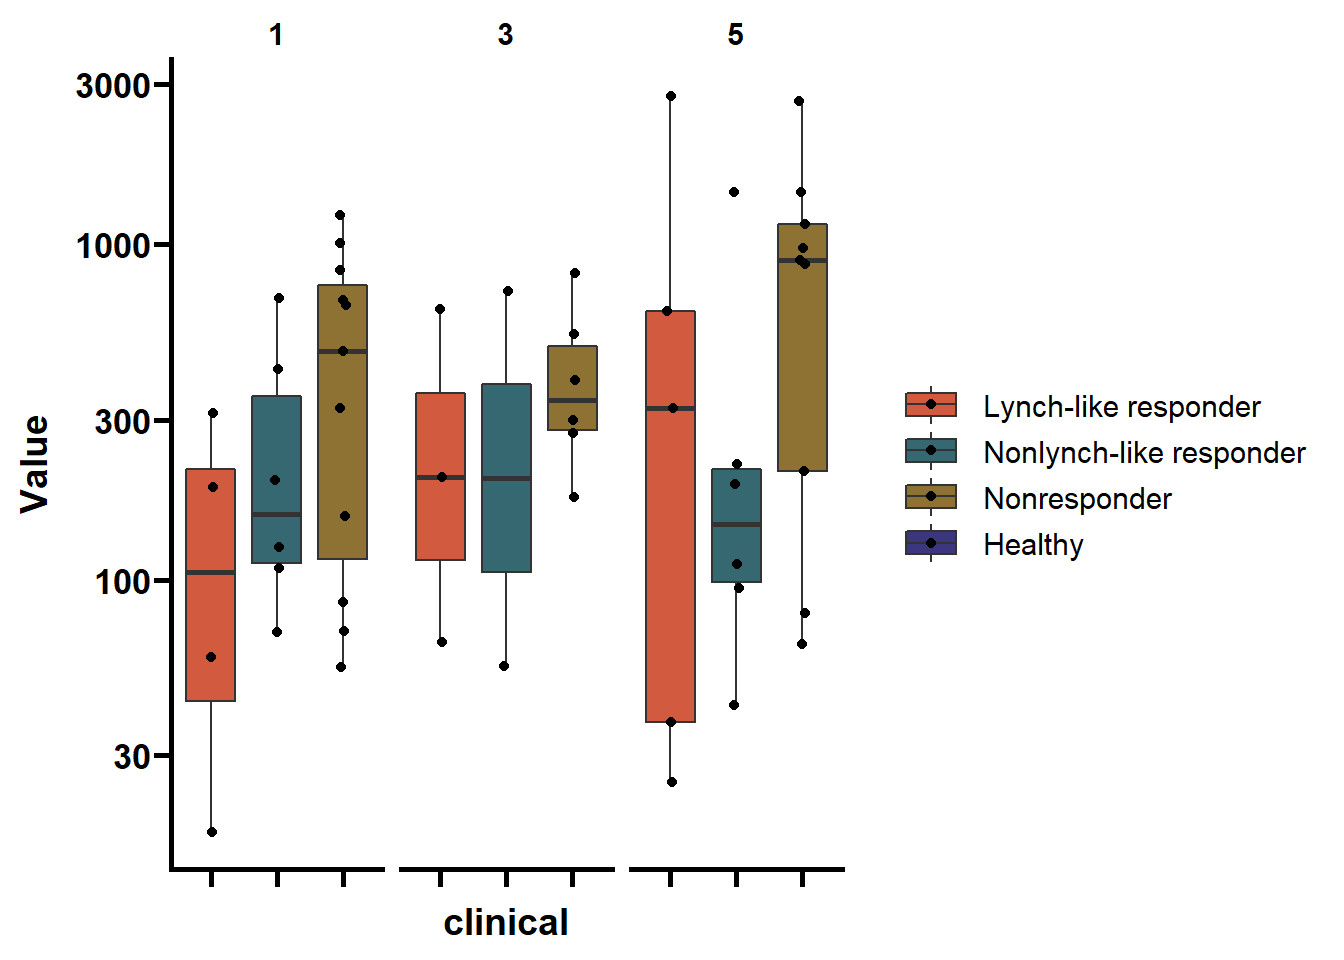 1 3 5
3000
1000
300
100
30
Value
clinical
Lynch-like responder
Nonlynch-like responder
Nonresponder
Healthy